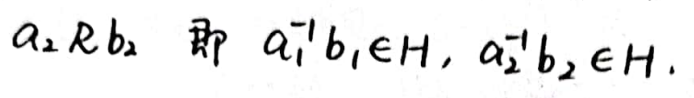 a₂Rb₂ 即 a₁⁻¹b₁∈H, a₂⁻¹b₂∈H.